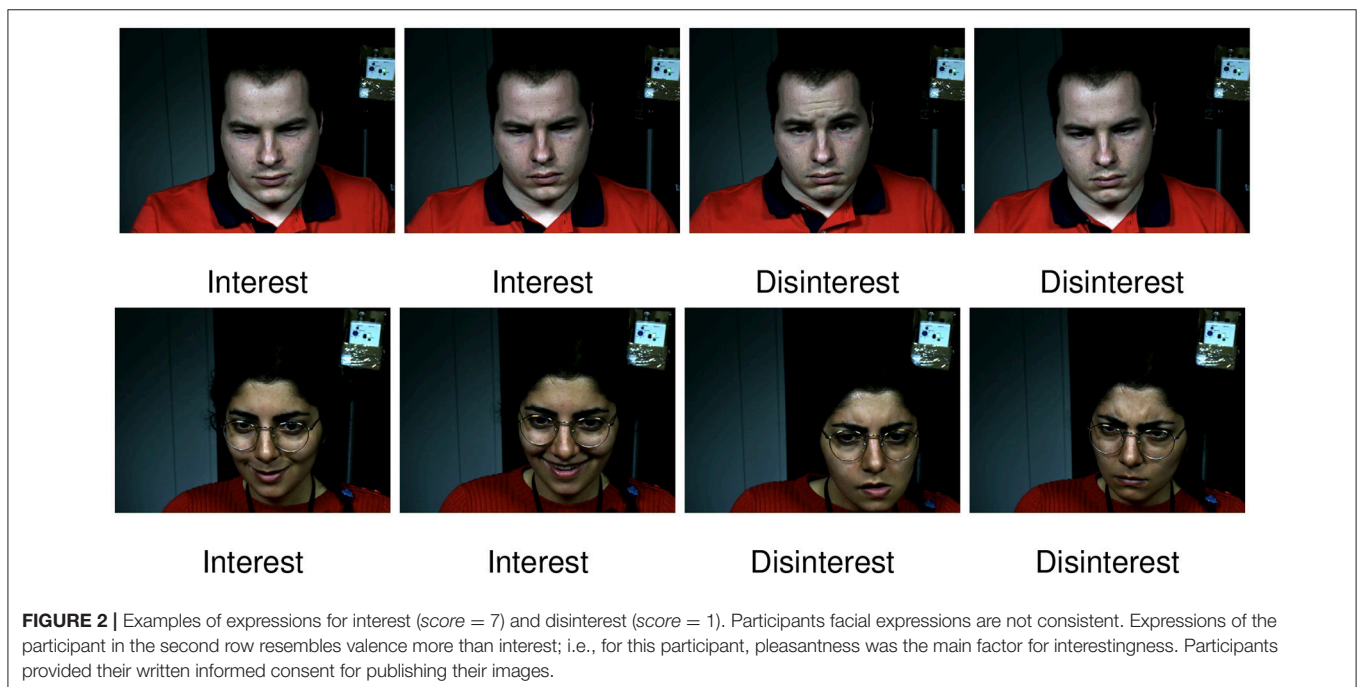 Interest Interest Disinterest Disinterest
Interest Interest Disinterest Disinterest
FIGURE 2 | Examples of expressions for interest (score = 7) and disinterest (score = 1). Participants facial expressions are not consistent. Expressions of the
participant in the second row resembles valence more than interest; i.e., for this participant, pleasantness was the main factor for interestingness. Participants
provided their written informed consent for publishing their images.